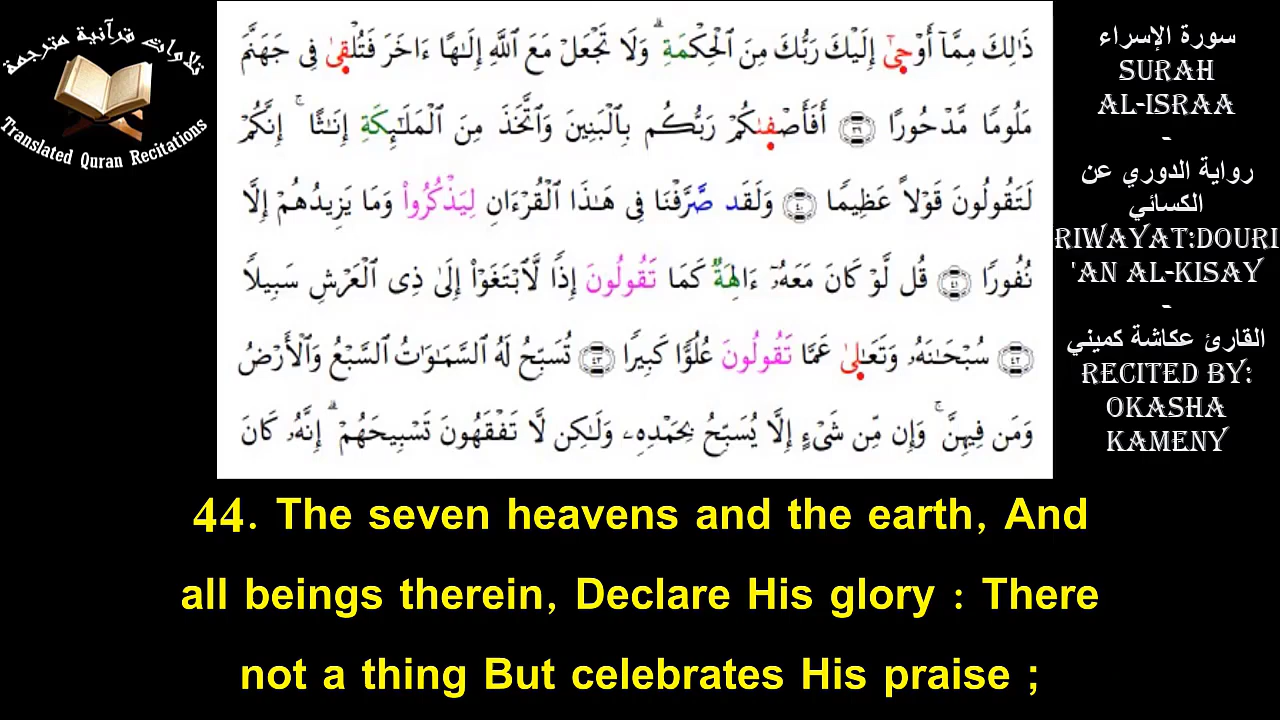 تلاوات قرآنية مترجمة
Translated Quran Recitations
ذَٰلِكَ مِمَّآ أَوْحِىٰٓ إِلَيْكَ رَبُّكَ مِنَ ٱلْحِكْمَةِ ۗ وَلَا تَجْعَلْ مَعَ ٱللَّهِ إِلَـٰهًا ءَاخَرَ فَتُلْقِىٰ فِى جَهَنَّمَ
مَلُومًا مَّدْحُورًا ٣٩ أَفَأَصْفَىٰكُمْ رَبُّكُم بِٱلْبَنِينَ وَٱتَّخَذَ مِنَ ٱلْمَلَـٰٓئِكَةِ إِنَـٰثًا ۚ إِنَّكُمْ
لَتَقُولُونَ قَوْلًا عَظِيمًا ٤٠ وَلَقَد صَّرَّفْنَا فِى هَـٰذَا ٱلْقُرْءَانِ لِيَذْكُرُوا۟ وَمَا يَزِيدُهُمْ إِلَّا
نُفُورًا ٤١ قُل لَّوْ كَانَ مَعَهُۥٓ ءَالِهَةٌ كَمَا تَقُولُونَ إِذًا لَّٱبْتَغَوْا۟ إِلَىٰ ذِى ٱلْعَرْشِ سَبِيلًا
٤٢ سُبْحَـٰنَهُۥ وَتَعَـٰلِىٰ عَمَّا تَقُولُونَ عُلُوًّا كَبِيرًا ٤٣ تُسَبِّحُ لَهُ ٱلسَّمَـٰوَٰتُ ٱلسَّبْعُ وَٱلْأَرْضُ
وَمَن فِيهِنَّ ۚ وَإِن مِّن شَىْءٍ إِلَّا يُسَبِّحُ بِحَمْدِهِۦ وَلَـٰكِن لَّا تَفْقَهُونَ تَسْبِيحَهُمْ ۗ إِنَّهُۥ كَانَ
سورة الإسراء
SURAH
AL-ISRAA
-
رواية الدوري عن
الكسائي
RIWAYAT:DOURI
'AN AL-KISAY
-
القارئ عكاشة كميني
RECITED BY:
OKASHA
KAMENY
44. The seven heavens and the earth, And
all beings therein, Declare His glory : There
not a thing But celebrates His praise ;